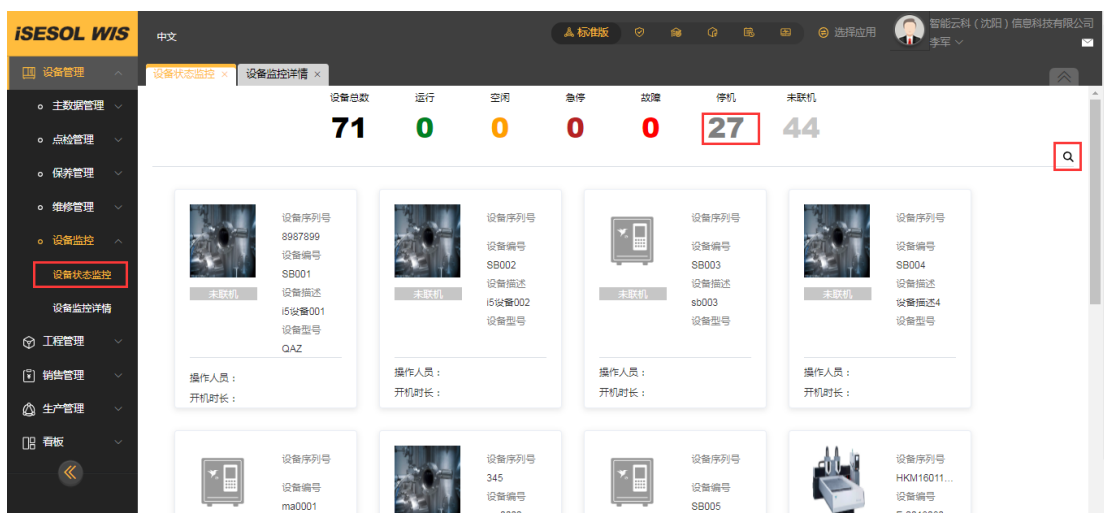 iSESOL WIS
中文
标准版
选择应用
智能云科（沈阳）信息科技有限公司
李军
设备管理
主数据管理
点检管理
保养管理
维修管理
设备监控
设备状态监控
设备监控详情
工程管理
销售管理
生产管理
看板
设备状态监控 ×
设备监控详情 ×
设备总数 运行 空闲 急停 故障 停机 未联机
71 0 0 0 0 27 44
未联机
设备序列号
8987899
设备编号
SB001
设备描述
i5设备001
设备型号
QAZ
操作人员：
开机时长：
未联机
设备序列号
设备编号
SB002
设备描述
i5设备002
设备型号
操作人员：
开机时长：
未联机
设备序列号
设备编号
SB003
设备描述
sb003
设备型号
操作人员：
开机时长：
未联机
设备序列号
设备编号
SB004
设备描述
设备描述4
设备型号
操作人员：
开机时长：
设备序列号
设备编号
ma0001
设备序列号
345
设备编号
设备序列号
设备编号
SB005
设备序列号
HKM16011...
设备编号